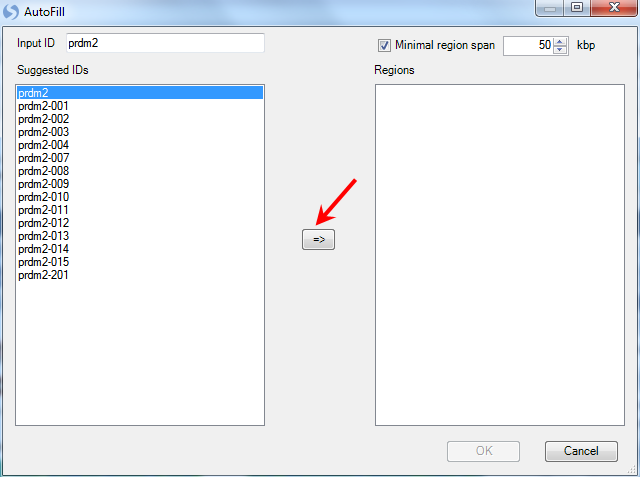 AutoFill
Input ID prdm2
Minimal region span 50 kbp
Suggested IDs
Regions
prdm2
prdm2-001
prdm2-002
prdm2-003
prdm2-004
prdm2-007
prdm2-008
prdm2-009
prdm2-010
prdm2-011
prdm2-012
prdm2-013
prdm2-014
prdm2-015
prdm2-201
=>
OK
Cancel